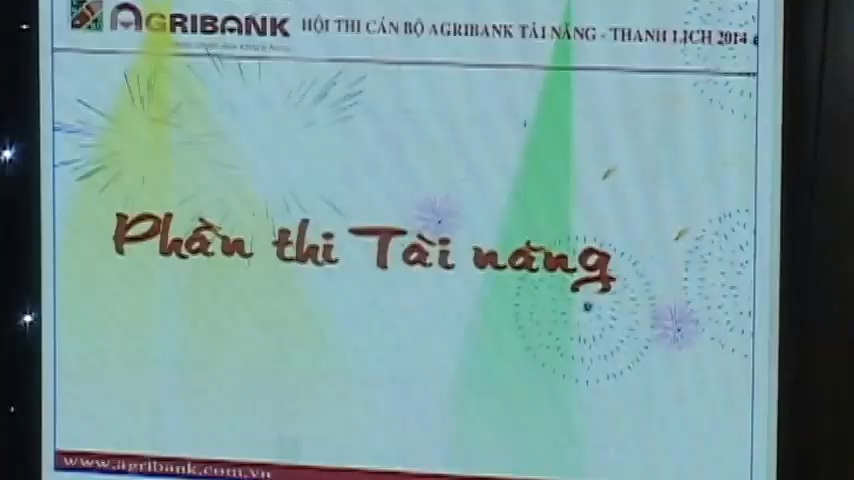 AGRIBANK HỘI THI CÁN BỘ AGRIBANK TÀI NĂNG - THANH LỊCH 2014
Phần thi Tài năng
www.agribank.com.vn